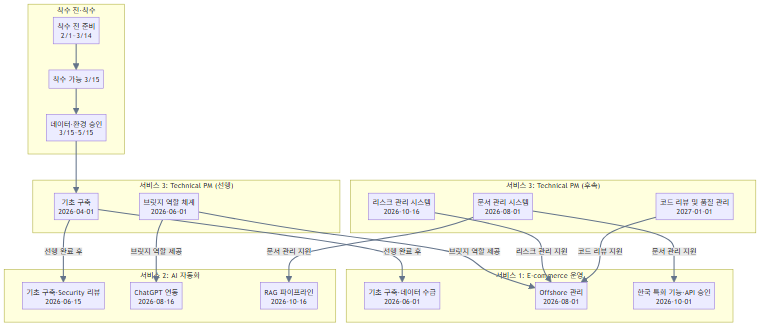 착수 전·착수
착수 전 준비
2/1-3/14
착수 가능 3/15
데이터·환경 승인
3/15-5/15
서비스 3: Technical PM (선행)
서비스 3: Technical PM (후속)
기초 구축
2026-04-01
브릿지 역할 체계
2026-06-01
리스크 관리 시스템
2026-10-16
문서 관리 시스템
2026-08-01
코드 리뷰 및 품질 관리
2027-01-01
선행 완료 후
브릿지 역할 제공
문서 관리 지원
선행 완료 후
브릿지 역할 제공
리스크 관리 지원
코드 리뷰 지원
문서 관리 지원
서비스 2: AI 자동화
서비스 1: E-commerce 운영
기초 구축·Security 리뷰
2026-06-15
ChatGPT 연동
2026-08-16
RAG 파이프라인
2026-10-16
기초 구축·데이터 수급
2026-06-01
Offshore 관리
2026-08-01
한국 특화 기능·API 승인
2026-10-01